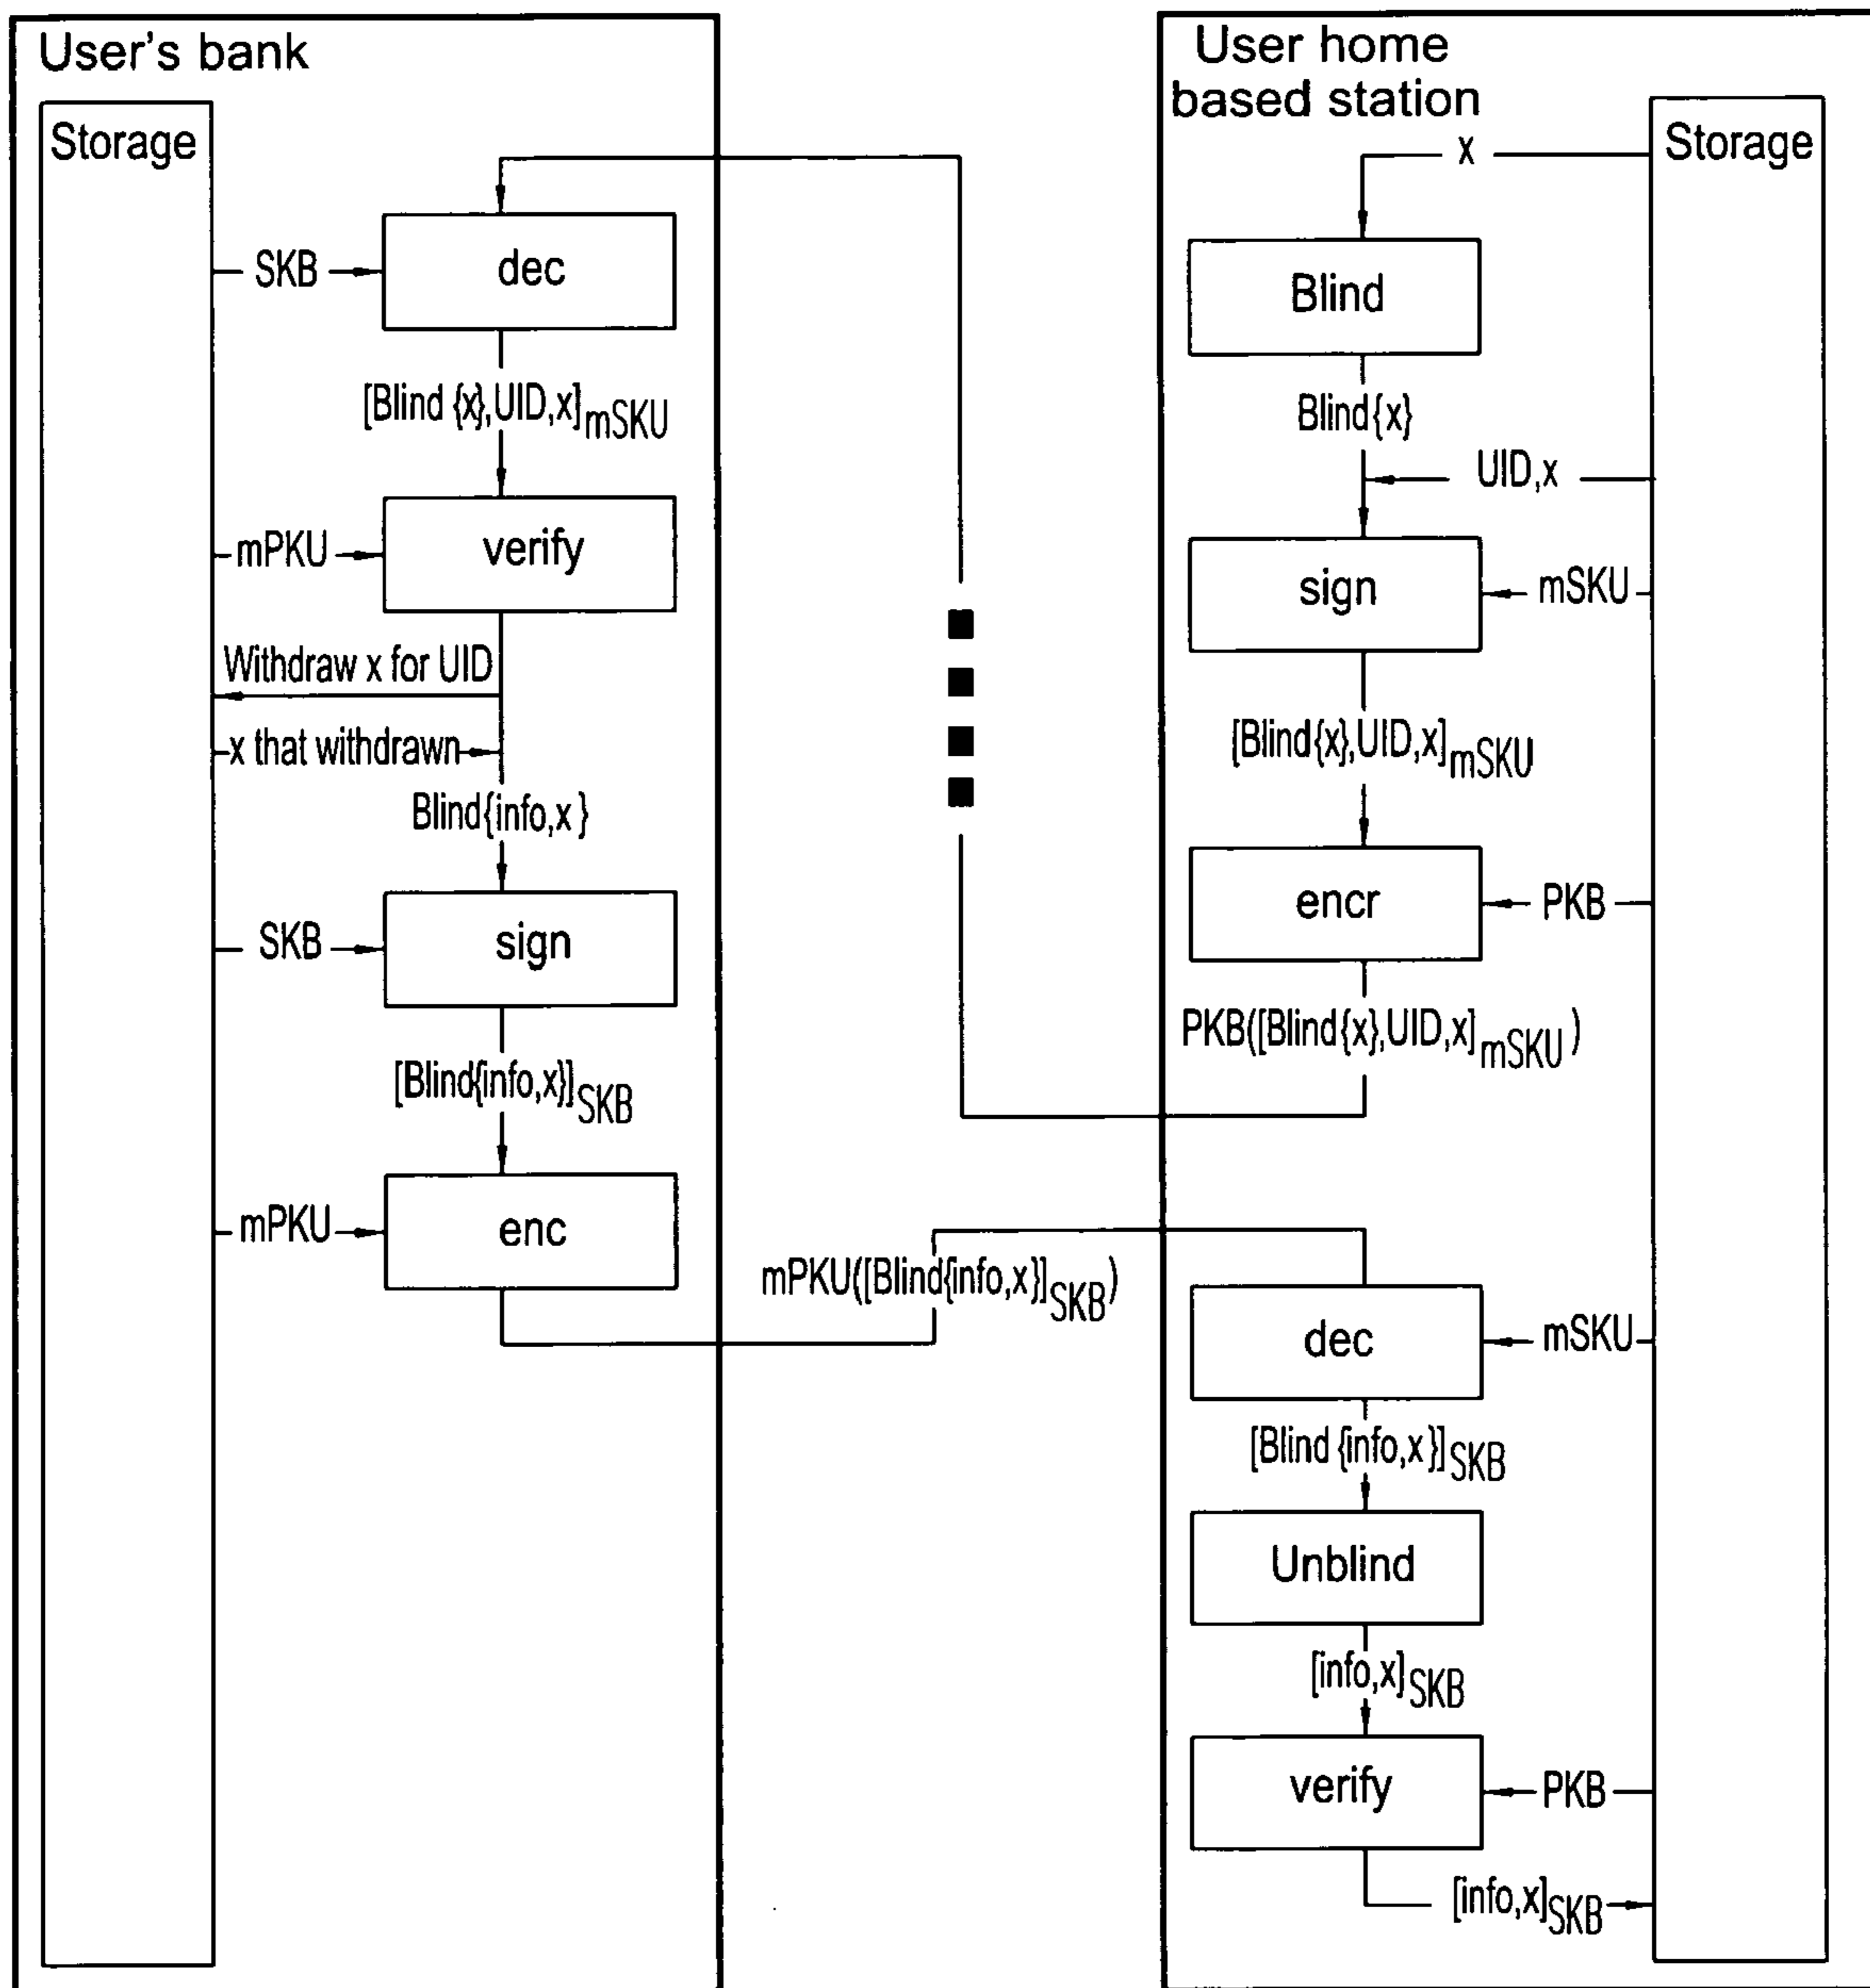 User's bank
Storage
SKB
dec
[Blind {x},UID,x]mSKU
mPKU
verify
Withdraw x for UID
x that withdrawn
Blind{info,x}
SKB
sign
[Blind{info,x}]SKB
mPKU
enc
mPKU([Blind{info,x}]SKB)
User home
based station
Storage
x
Blind
Blind{x}
UID,x
sign
mSKU
[Blind{x},UID,x]mSKU
encr
PKB
PKB([Blind{x},UID,x]mSKU)
dec
mSKU
[Blind {info,x}]SKB
Unblind
[info,x]SKB
verify
PKB
[info,x]SKB